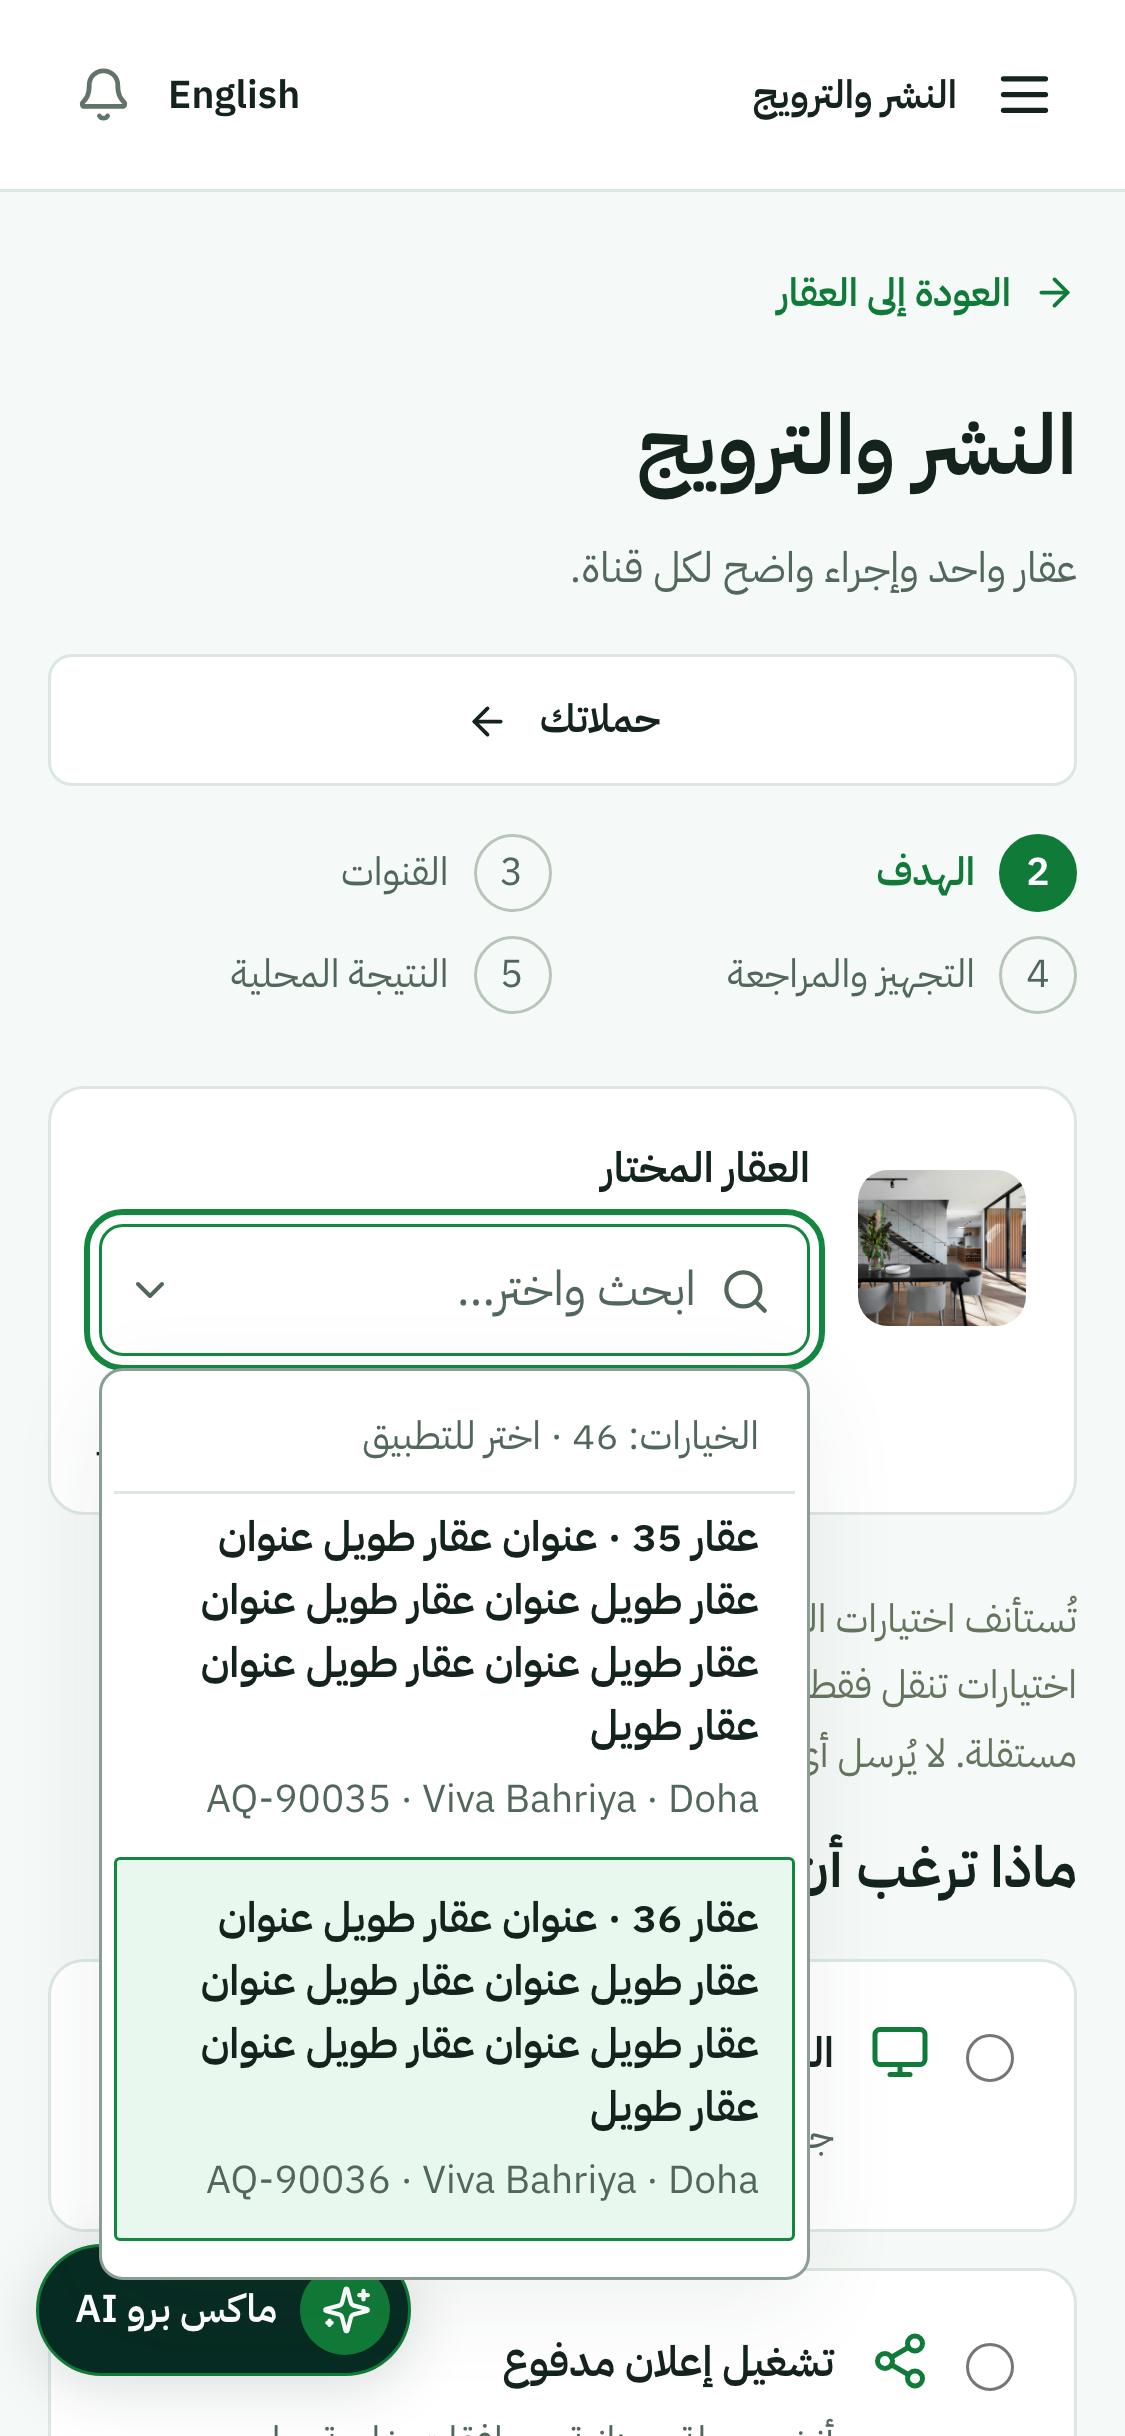 النشر والترويج
English
العودة إلى العقار
النشر والترويج
عقار واحد وإجراء واضح لكل قناة.
حملاتك
2 الهدف
3 القنوات
4 التجهيز والمراجعة
5 النتيجة المحلية
العقار المختار
ابحث واختر...
الخيارات: 46 · اختر للتطبيق
عقار 35 · عنوان عقار طويل عنوان
عقار طويل عنوان عقار طويل عنوان
عقار طويل عنوان عقار طويل عنوان
عقار طويل
AQ-90035 · Viva Bahriya · Doha
عقار 36 · عنوان عقار طويل عنوان
عقار طويل عنوان عقار طويل عنوان
عقار طويل عنوان عقار طويل عنوان
عقار طويل
AQ-90036 · Viva Bahriya · Doha
تُستأنف اختيارات
اختيارات تنقل فقط
مستقلة. لا يُرسل
ماذا ترغب
ماكس برو AI
تشغيل إعلان مدفوع